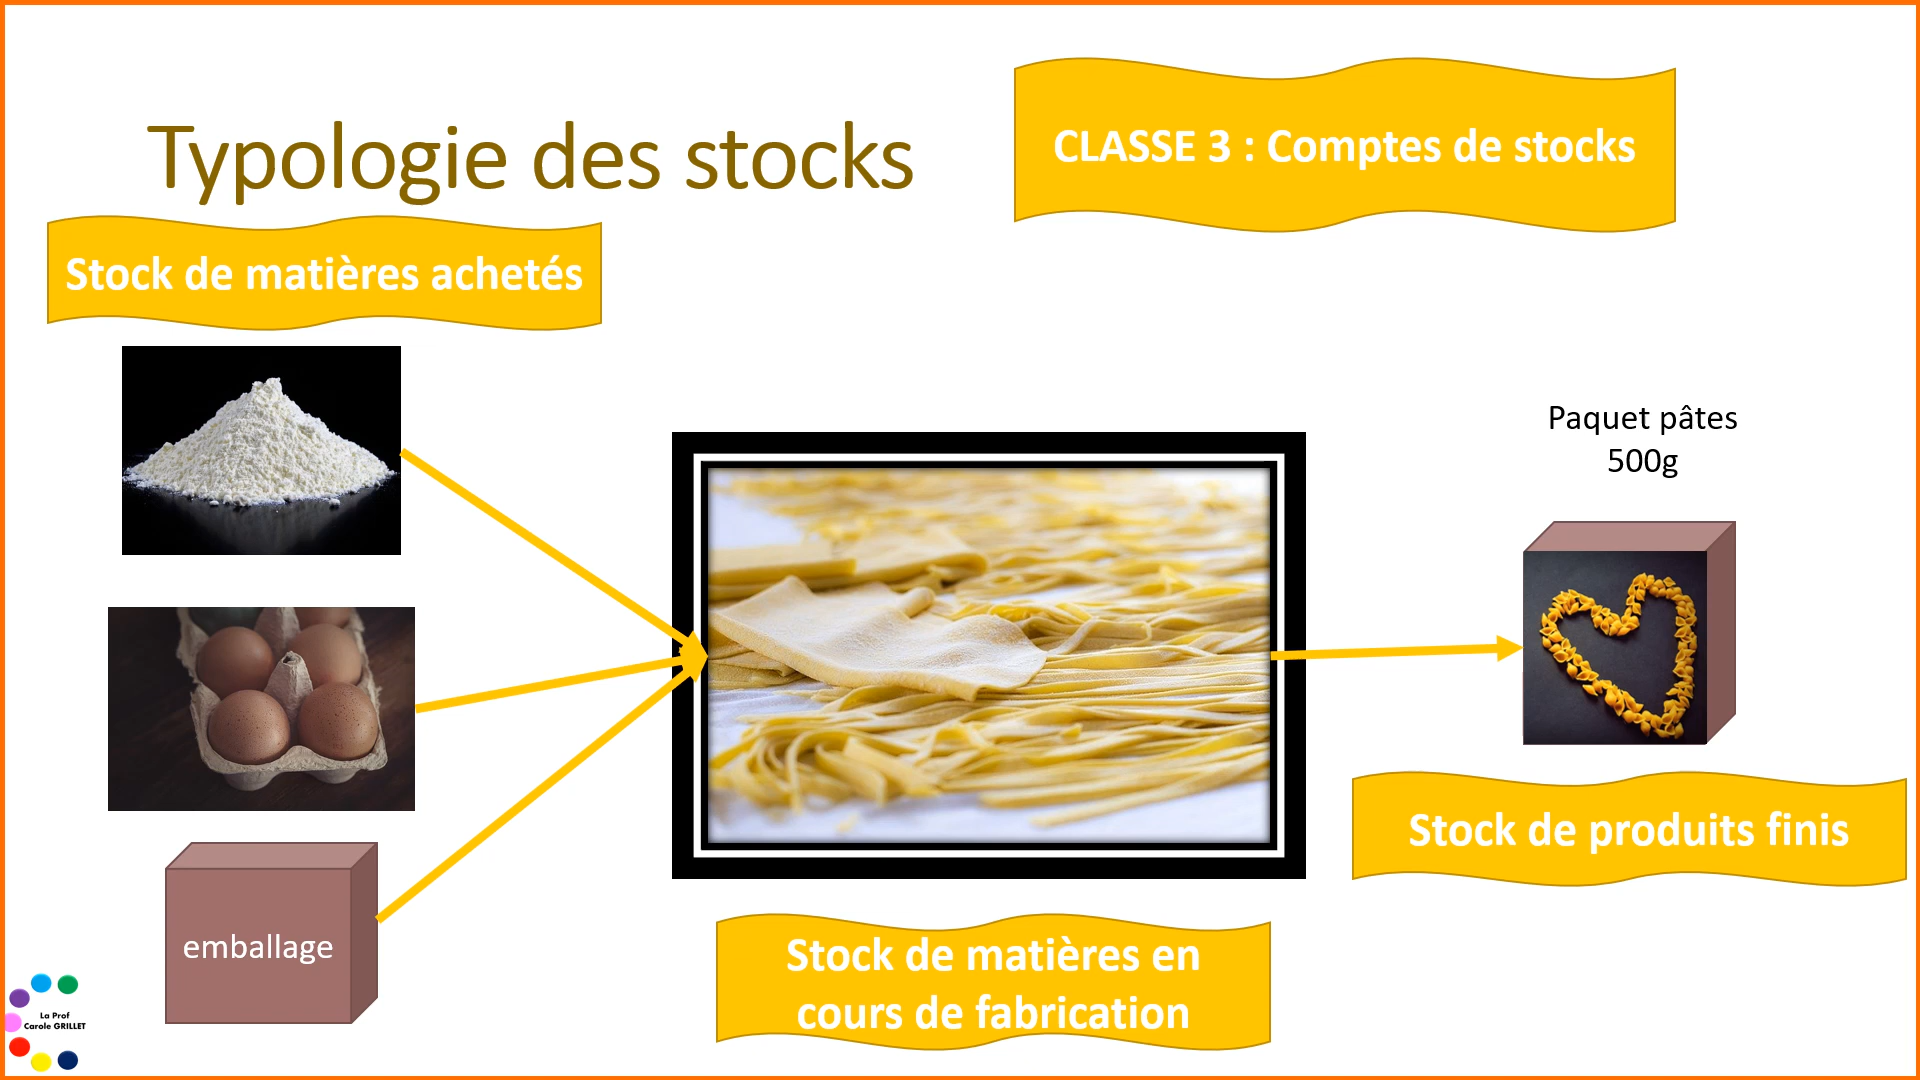 Typologie des stocks
CLASSE 3 : Comptes de stocks
Stock de matières achetés
Paquet pâtes
500g
emballage
Stock de produits finis
Stock de matières en
cours de fabrication
La Prof
Carole GRILLET